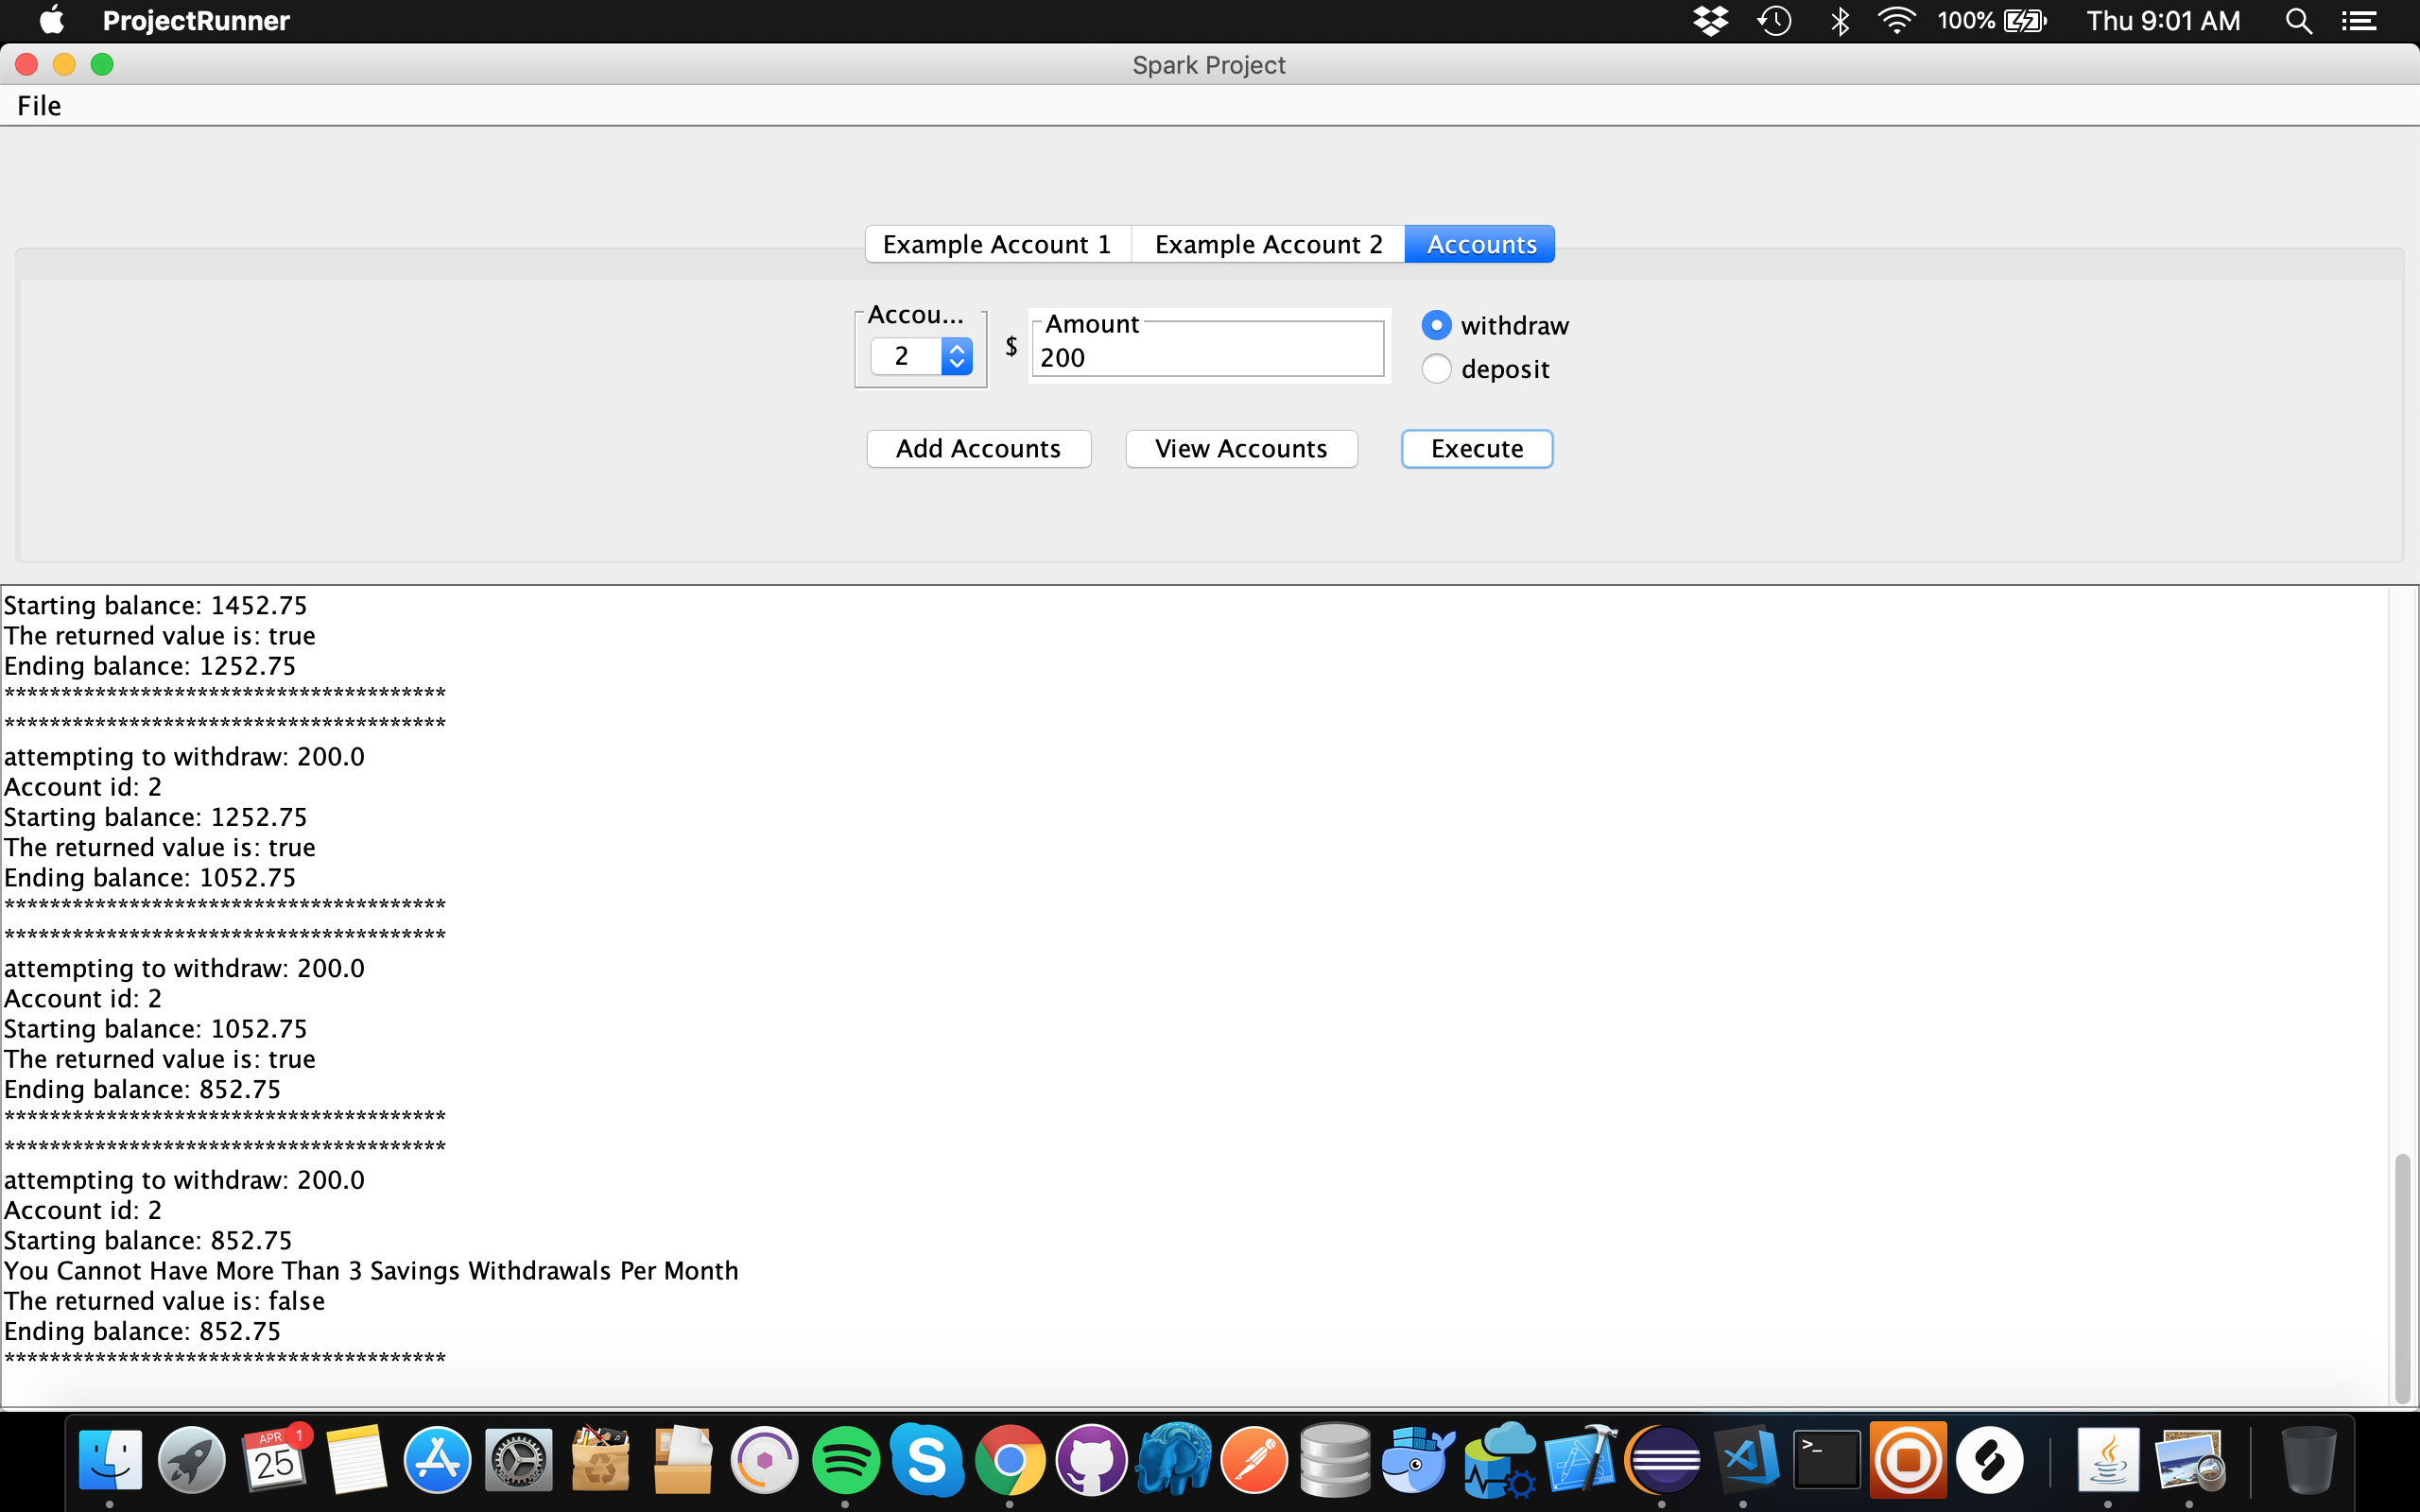 ProjectRunner
100%
Thu 9:01 AM
Spark Project
File
Example Account 1
Example Account 2
Accounts
Accou...
2
$
Amount
200
withdraw
deposit
Add Accounts
View Accounts
Execute
Starting balance: 1452.75
The returned value is: true
Ending balance: 1252.75
***************************************
***************************************
attempting to withdraw: 200.0
Account id: 2
Starting balance: 1252.75
The returned value is: true
Ending balance: 1052.75
***************************************
***************************************
attempting to withdraw: 200.0
Account id: 2
Starting balance: 1052.75
The returned value is: true
Ending balance: 852.75
***************************************
***************************************
attempting to withdraw: 200.0
Account id: 2
Starting balance: 852.75
You Cannot Have More Than 3 Savings Withdrawals Per Month
The returned value is: false
Ending balance: 852.75
***************************************
APR
1
25
S
>_